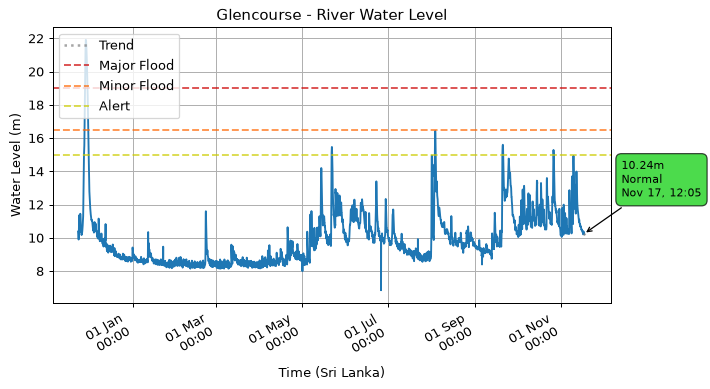 Glencourse - River Water Level
Trend
Major Flood
Minor Flood
Alert
22
20
18
16
14
12
10
8
Water Level (m)
10.24m
Normal
Nov 17, 12:05
01 Jan
00:00
01 Mar
00:00
01 May
00:00
01 Jul
00:00
01 Sep
00:00
01 Nov
00:00
Time (Sri Lanka)